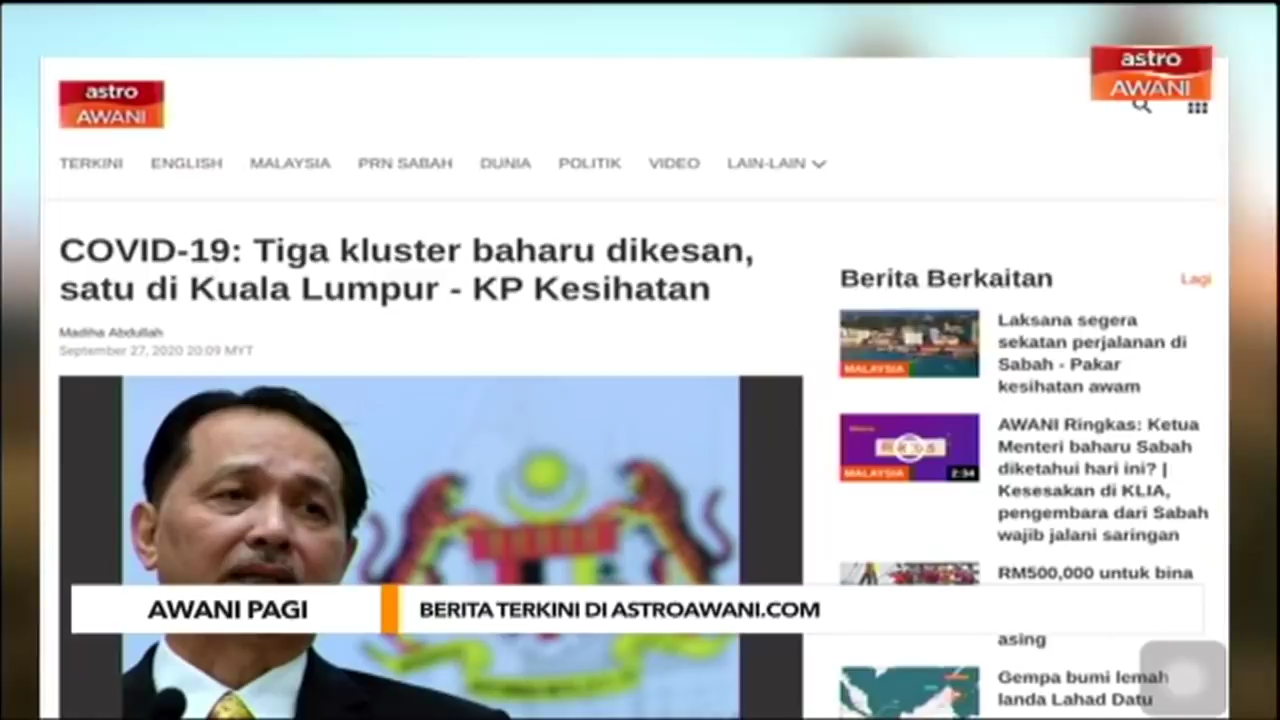 astro
AWANI
astro
AWANI
TERKINI ENGLISH MALAYSIA PRN SABAH DUNIA POLITIK VIDEO LAIN-LAIN
COVID-19: Tiga kluster baharu dikesan,
satu di Kuala Lumpur - KP Kesihatan
Madiha Abdullah
September 27, 2020 20:09 MYT
Berita Berkaitan
Lagi
MALAYSIA
Laksana segera
sekatan perjalanan di
Sabah - Pakar
kesihatan awam
MALAYSIA
2:34
AWANI Ringkas: Ketua
Menteri baharu Sabah
diketahui hari ini? |
Kesesakan di KLIA,
pengembara dari Sabah
wajib jalani saringan
RM500,000 untuk bina
asing
Gempa bumi lemah
landa Lahad Datu
AWANI PAGI
BERITA TERKINI DI ASTROAWANI.COM